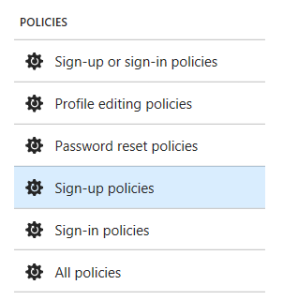 POLICIES
Sign-up or sign-in policies
Profile editing policies
Password reset policies
Sign-up policies
Sign-in policies
All policies